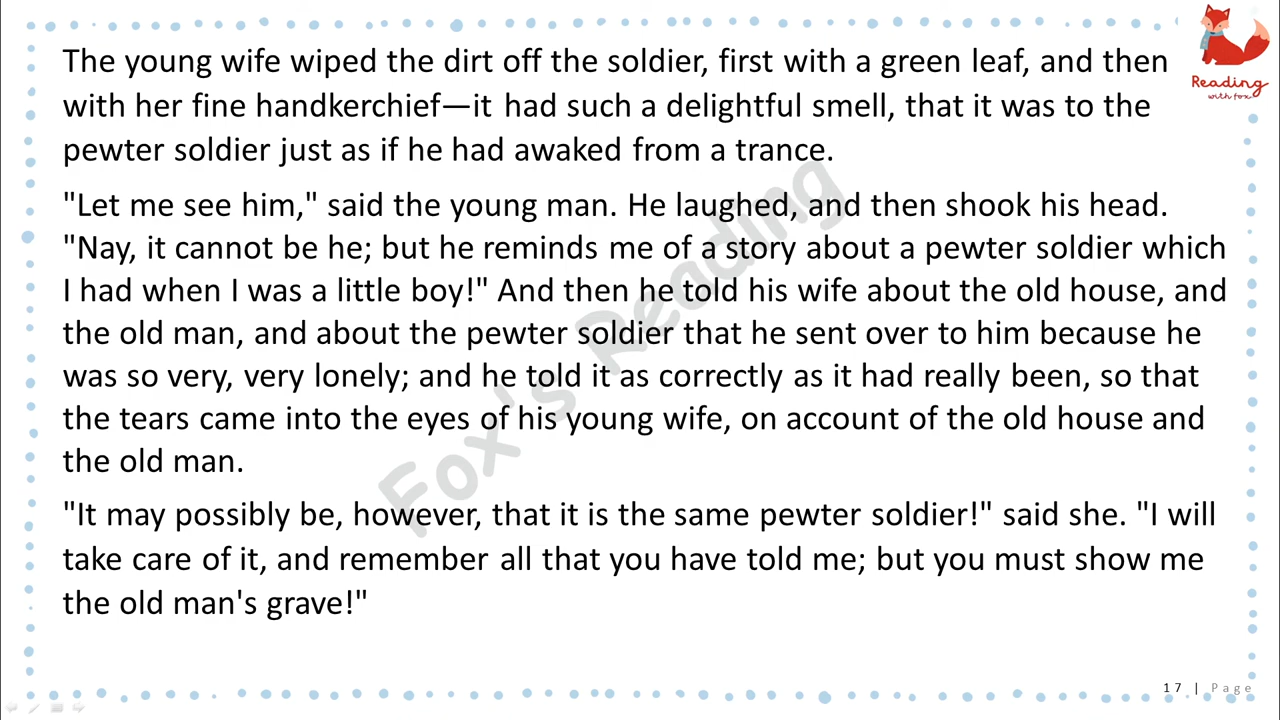 The young wife wiped the dirt off the soldier, first with a green leaf, and then
with her fine handkerchief—it had such a delightful smell, that it was to the
pewter soldier just as if he had awaked from a trance.
"Let me see him," said the young man. He laughed, and then shook his head.
"Nay, it cannot be he; but he reminds me of a story about a pewter soldier which
I had when I was a little boy!" And then he told his wife about the old house, and
the old man, and about the pewter soldier that he sent over to him because he
was so very, very lonely; and he told it as correctly as it had really been, so that
the tears came into the eyes of his young wife, on account of the old house and
the old man.
"It may possibly be, however, that it is the same pewter soldier!" said she. "I will
take care of it, and remember all that you have told me; but you must show me
the old man's grave!"
Reading
with fox
Fox's Reading
17 | Page